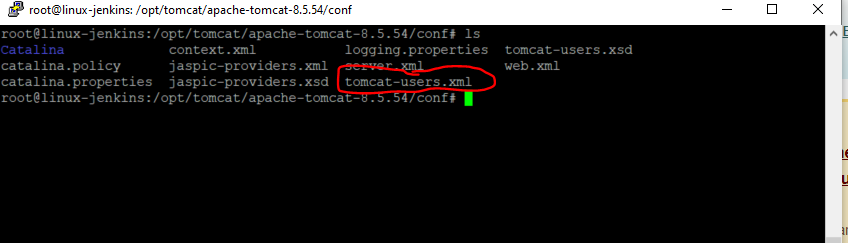 root@linux-jenkins: /opt/tomcat/apache-tomcat-8.5.54/conf
root@linux-jenkins:/opt/tomcat/apache-tomcat-8.5.54/conf# ls
Catalina context.xml logging.properties tomcat-users.xsd
catalina.policy jaspic-providers.xml server.xml web.xml
catalina.properties jaspic-providers.xsd tomcat-users.xml
root@linux-jenkins:/opt/tomcat/apache-tomcat-8.5.54/conf#